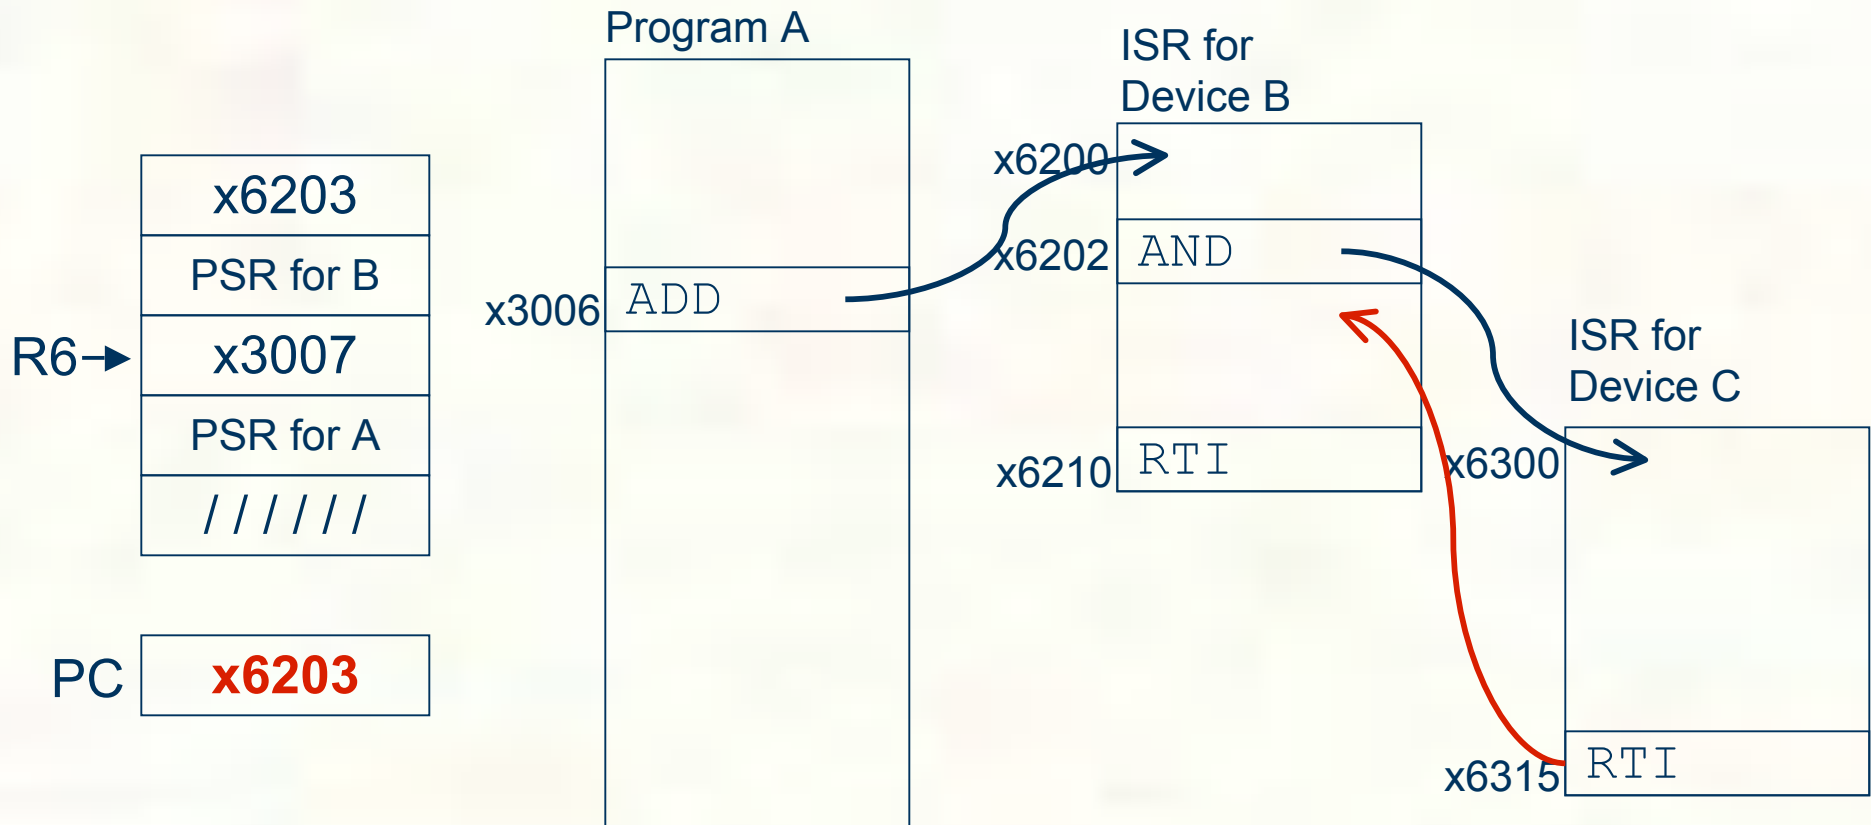 Program A
ISR for
Device B
x6200
x6203
x6202
AND
PSR for B
x3006
ADD
R6
x3007
ISR for
Device C
PSR for A
x6210
RTI
x6300
//////
PC
x6203
x6315
RTI